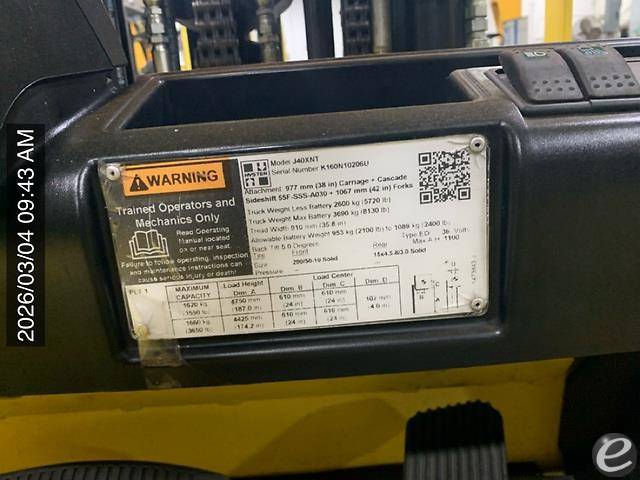 2026/03/04 09:43 AM
WARNING
Trained Operators and
Mechanics Only
Read Operating
Manual located
on or near seat.
Failure to follow operating, inspection
and maintenance instructions can
cause serious injury or death!
HYSTER
Model J40XNT
Serial Number K160N10206U
Attachment 977 mm (38 in) Carriage + Cascade
Sideshift 55F-SSS-A030 + 1067 mm (42 in) Forks
Truck Weight Less Battery 2600 kg (5720 lb)
Truck Weight Max Battery 3690 kg (8130 lb)
Tread Width 910 mm (35.8 in)
Allowable Battery Weight 953 kg (2100 lb) to 1089 kg (2400 lb)
Back Tilt 5.0 Degrees Type EO 36 Voltage
Max A.H. 1100
Tire Front Rear
Size 200/50-10 Solid 15x4.5-8/3.0 Solid
Pressure
MAXIMUM CAPACITY Load Height Dim. A Load Center Dim. B Dim. C Dim. D
1620 kg 4750 mm 610 mm 610 mm
(3550 lb) (187.0 in) (24 in) (24 in)
1660 kg 4425 mm 610 mm 610 mm
(3650 lb) (174.2 in) (24 in) (24 in)
e